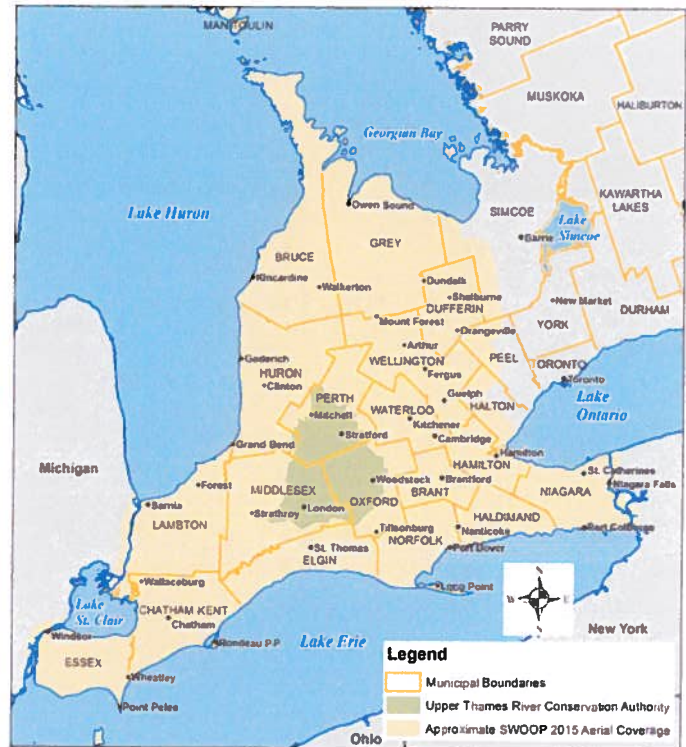 MANITOULIN
PARRY
SOUND
MUSKOKA
HALIBURTON
Georgian Bay
KAWARTHA
LAKES
SIMCOE
Owen Sound
Lake Huron
Lake
Simcoe
Barrie
GREY
BRUCE
Kincardine
Walkerton
Dundalk
Shelburne
DUFFERIN
New Market
DURHAM
YORK
Mount Forest
Orangeville
Arthur
PEEL
Goderich
WELLINGTON
TORONTO
Toronto
HURON
Fergus
Clinton
PERTH
Guelph
HALTON
Lake
Ontario
Mitchell
WATERLOO
Kitchener
Stratford
Cambridge
Grand Bend
Hamilton
HAMILTON
Michigan
Woodstock
Brantford
St. Catherines
Niagara Falls
NIAGARA
Forest
MIDDLESEX
OXFORD
BRANT
Sarnia
LAMBTON
Strathroy
London
HALDIMAND
Tillsonburg
Nanticoke
Port Colborne
NORFOLK
St. Thomas
ELGIN
Port Dover
Wallaceburg
Long Point
Lake
St. Clair
CHATHAM KENT
Chatham
W
E
New York
Windsor
Rondeau P.P.
Lake Erie
ESSEX
Wheatley
Point Pelee
Ohio
Legend
Municipal Boundaries
Upper Thames River Conservation Authority
Approximate SWOOP 2015 Aerial Coverage